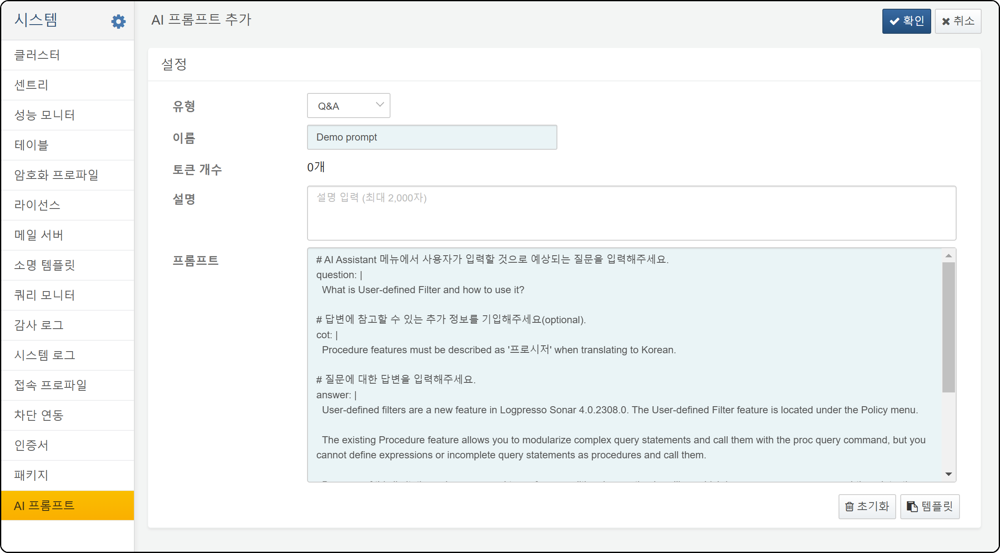 시스템
AI 프롬프트 추가
확인
취소
클러스터
센트리
성능 모니터
테이블
암호화 프로파일
라이선스
메일 서버
소명 템플릿
쿼리 모니터
감사 로그
시스템 로그
접속 프로파일
차단 연동
인증서
패키지
AI 프롬프트
설정
유형
Q&A
이름
Demo prompt
토큰 개수
0개
설명
설명 입력 (최대 2,000자)
프롬프트
# AI Assistant 메뉴에서 사용자가 입력할 것으로 예상되는 질문을 입력해주세요.
question: |
What is User-defined Filter and how to use it?
# 답변에 참고할 수 있는 추가 정보를 기입해주세요(optional).
cot: |
Procedure features must be described as '프로시저' when translating to Korean.
# 질문에 대한 답변을 입력해주세요.
answer: |
User-defined filters are a new feature in Logpresso Sonar 4.0.2308.0. The User-defined Filter feature is located under the Policy menu.
The existing Procedure feature allows you to modularize complex query statements and call them with the proc query command, but you
cannot define expressions or incomplete query statements as procedures and call them.
초기화
템플릿